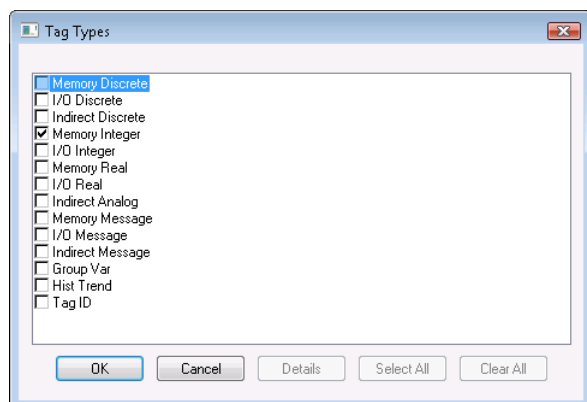 Tag Types
Memory Discrete
I/O Discrete
Indirect Discrete
Memory Integer
I/O Integer
Memory Real
I/O Real
Indirect Analog
Memory Message
I/O Message
Indirect Message
Group Var
Hist Trend
Tag ID
OK Cancel Details Select All Clear All